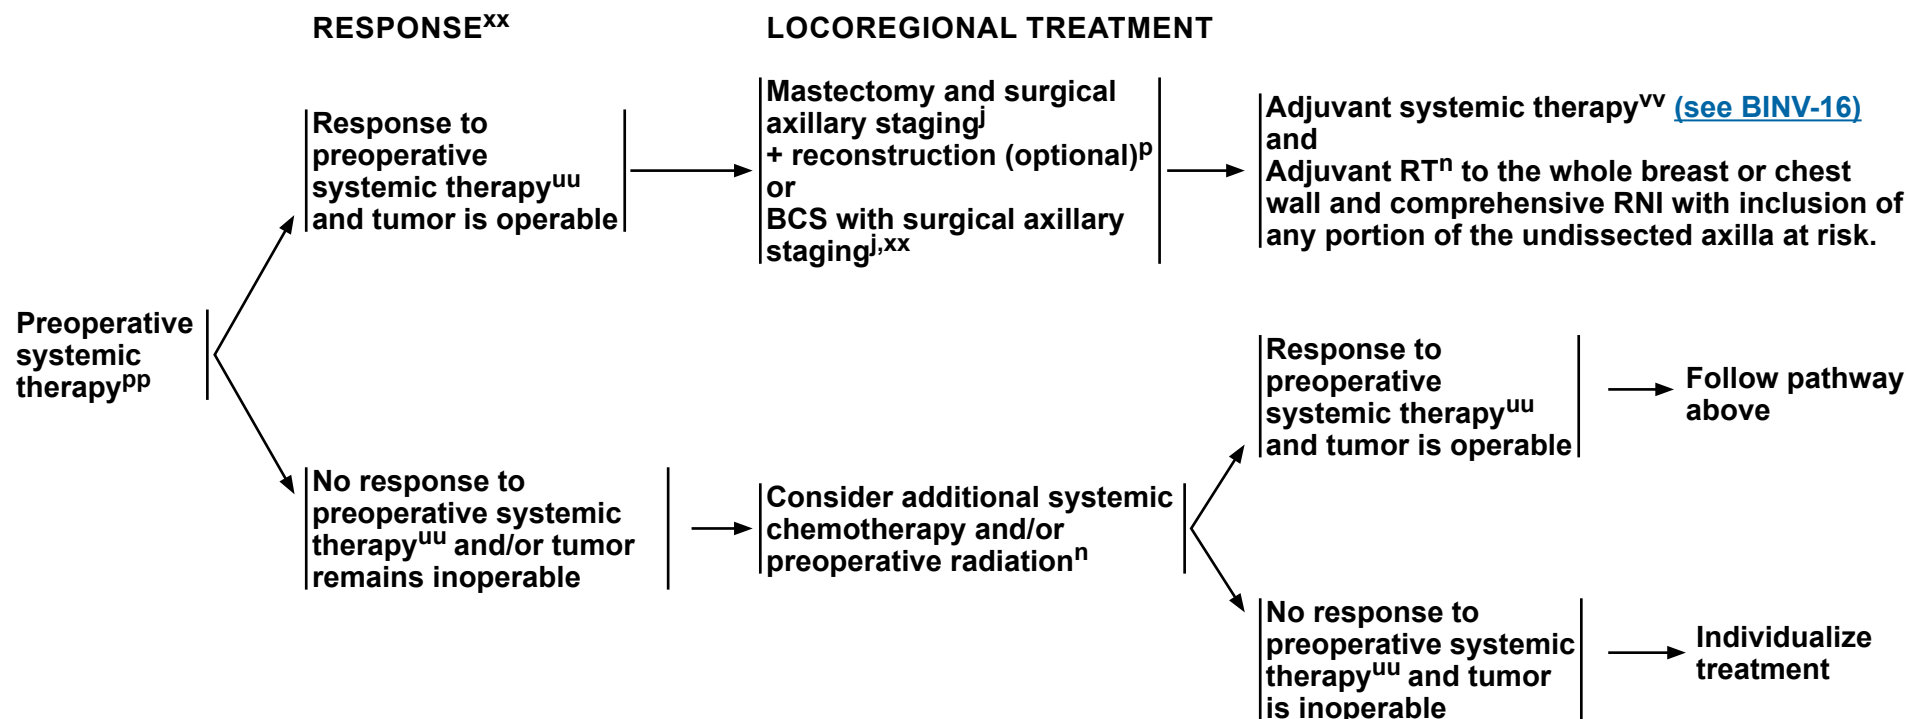 RESPONSExx
LOCOREGIONAL TREATMENT
Preoperative
systemic
therapypp
Response to
preoperative
systemic therapyuu
and tumor is operable
Mastectomy and surgical
axillary stagingj
+ reconstruction (optional)p
or
BCS with surgical axillary
stagingj,xx
Adjuvant systemic therapyvv (see BINV-16)
and
Adjuvant RTn to the whole breast or chest
wall and comprehensive RNI with inclusion of
any portion of the undissected axilla at risk.
No response to
preoperative systemic
therapyuu and/or tumor
remains inoperable
Consider additional systemic
chemotherapy and/or
preoperative radiationn
Response to
preoperative
systemic therapyuu
and tumor is operable
Follow pathway
above
No response to
preoperative systemic
therapyuu and tumor
is inoperable
Individualize
treatment